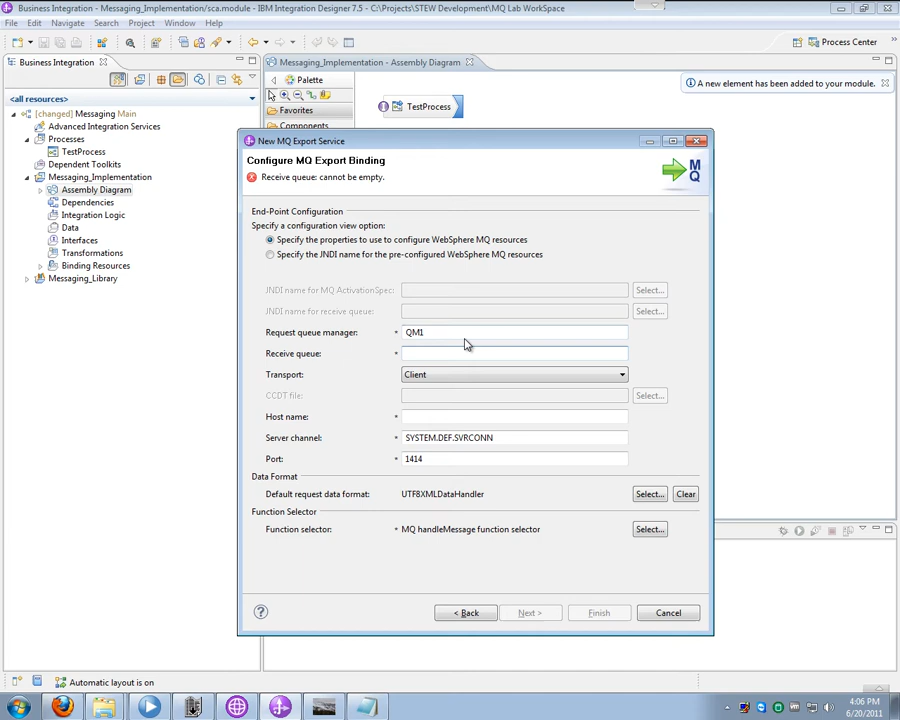 Business Integration - Messaging_Implementation/sca.module - IBM Integration Designer 7.5 - C:\Projects\STEW Development\MQ Lab WorkSpace
File Edit Navigate Search Project Window Help
Process Center
Business Integration
Messaging_Implementation - Assembly Diagram
<all resources>
Palette
Favorites
Components
TestProcess
A new element has been added to your module.
[changed] Messaging Main
Advanced Integration Services
Processes
TestProcess
Dependent Toolkits
Messaging_Implementation
Assembly Diagram
Dependencies
Integration Logic
Data
Interfaces
Transformations
Binding Resources
Messaging_Library
New MQ Export Service
Configure MQ Export Binding
Receive queue: cannot be empty.
MQ
End-Point Configuration
Specify a configuration view option:
Specify the properties to use to configure WebSphere MQ resources
Specify the JNDI name for the pre-configured WebSphere MQ resources
JNDI name for MQ ActivationSpec: Select...
JNDI name for receive queue: Select...
Request queue manager: * QM1
Receive queue: *
Transport: Client
CCDT file: Select...
Host name: *
Server channel: * SYSTEM.DEF.SVRCONN
Port: * 1414
Data Format
Default request data format: UTF8XMLDataHandler Select... Clear
Function Selector
Function selector: * MQ handleMessage function selector Select...
< Back Next > Finish Cancel
Automatic layout is on
4:06 PM
6/20/2011